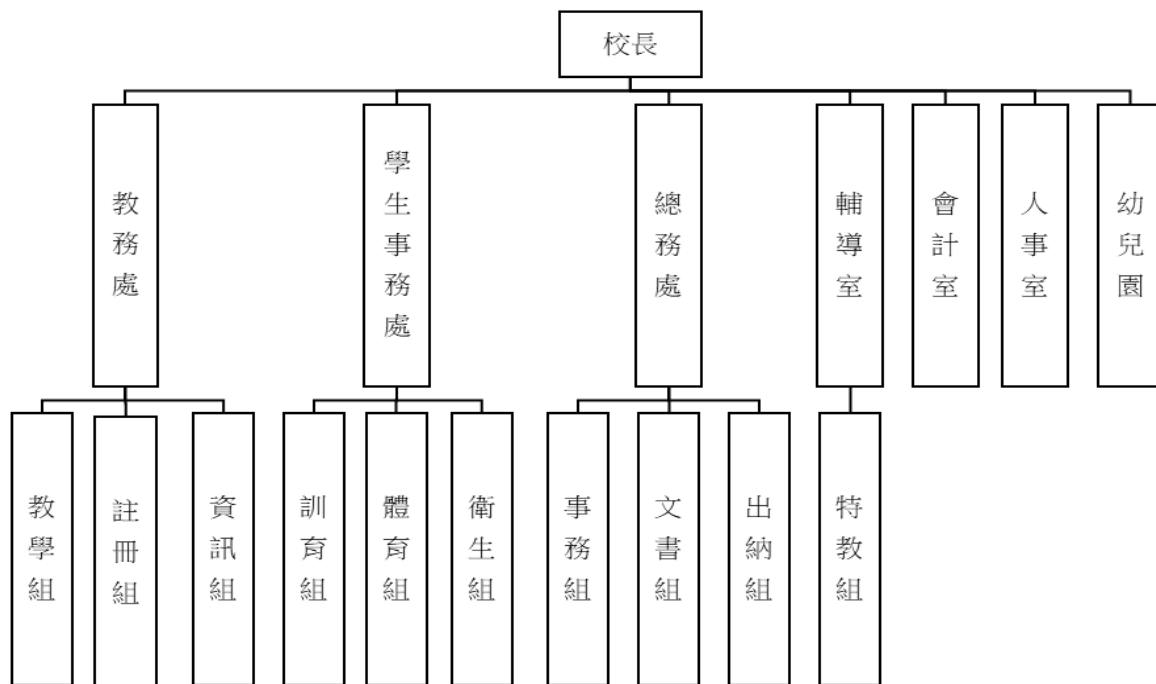 校長
教務處
學生事務處
總務處
輔導室
會計室
人事室
幼兒園
教學組
註冊組
資訊組
訓育組
體育組
衛生組
事務組
文書組
出納組
特教組